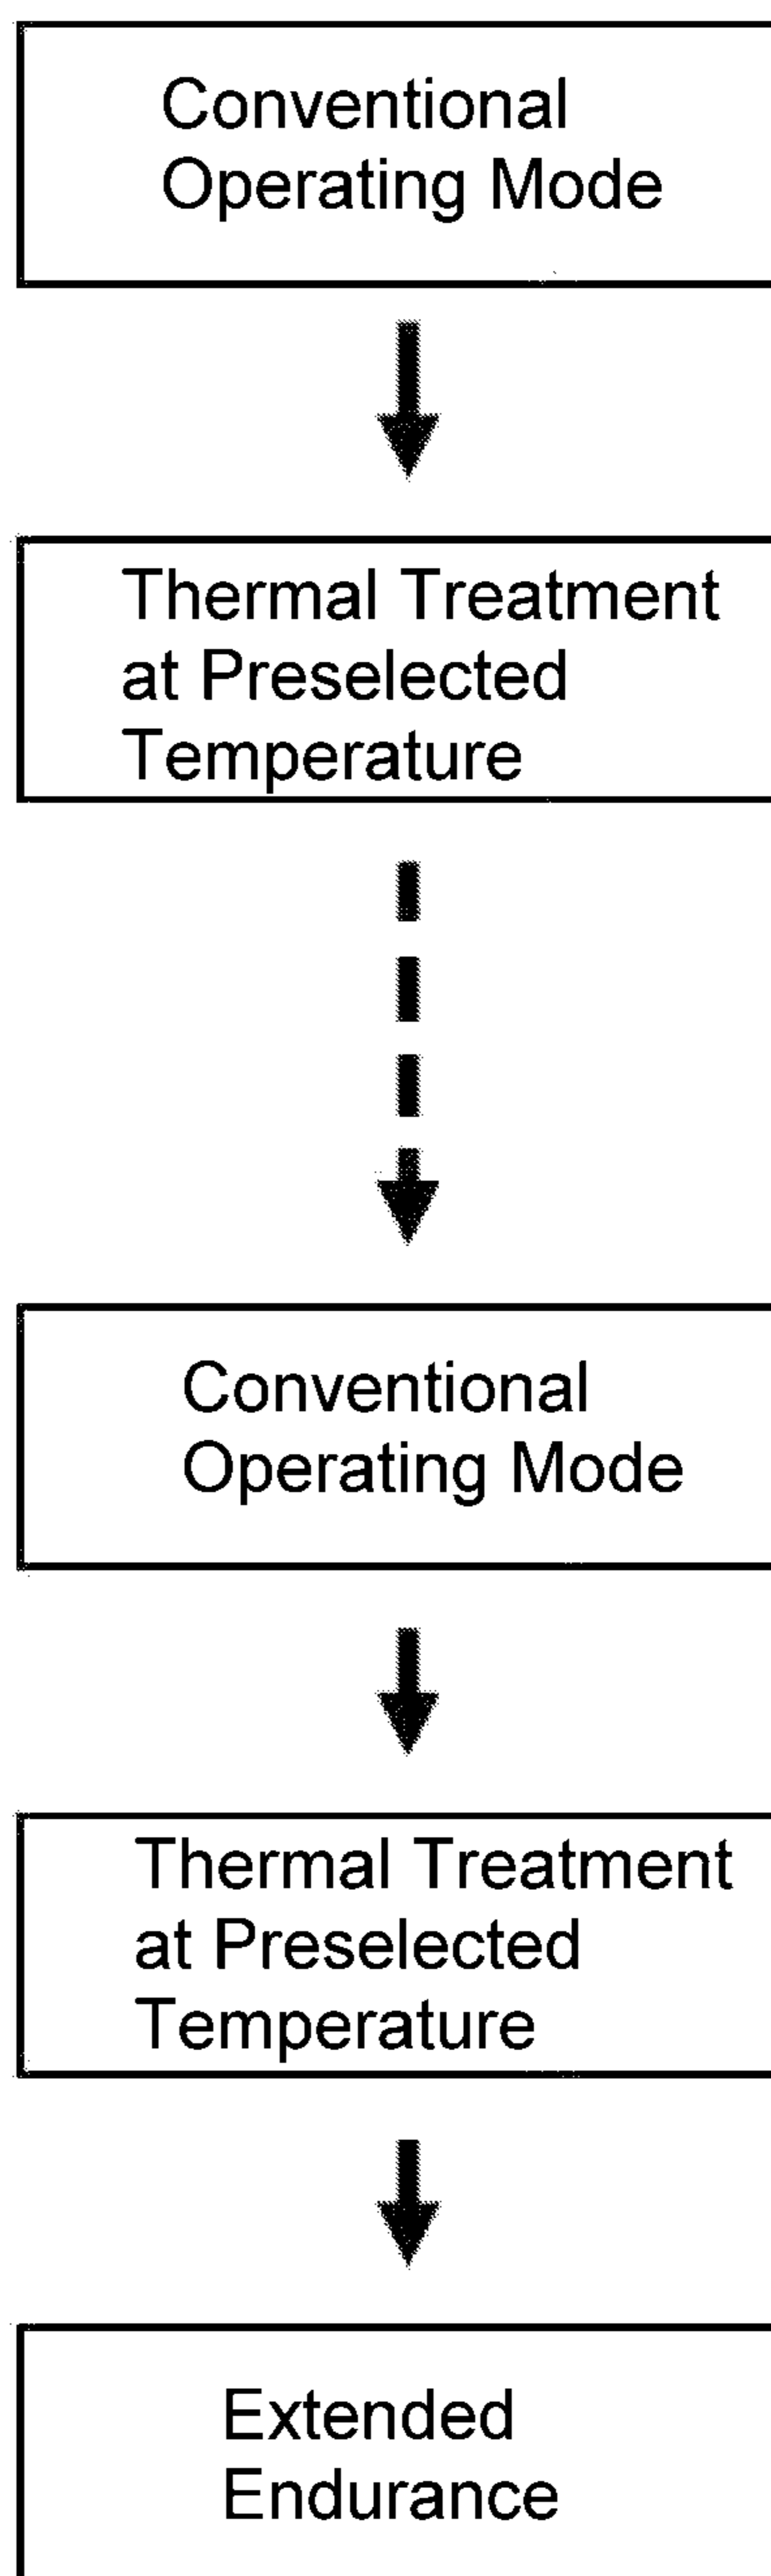 Conventional
Operating Mode
Thermal Treatment
at Preselected
Temperature
Conventional
Operating Mode
Thermal Treatment
at Preselected
Temperature
Extended
Endurance